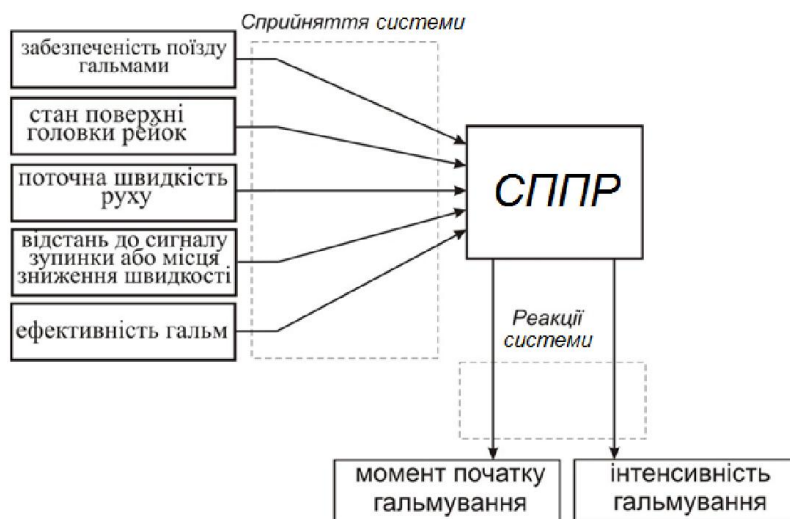 Сприйняття системи
забезпеченість поїзду
гальмами
стан поверхні
головки рейок
поточна швидкість
руху
відстань до сигналу
зупинки або місця
зниження швидкості
ефективність гальм
СППР
Реакції
системи
момент початку
гальмування
інтенсивність
гальмування